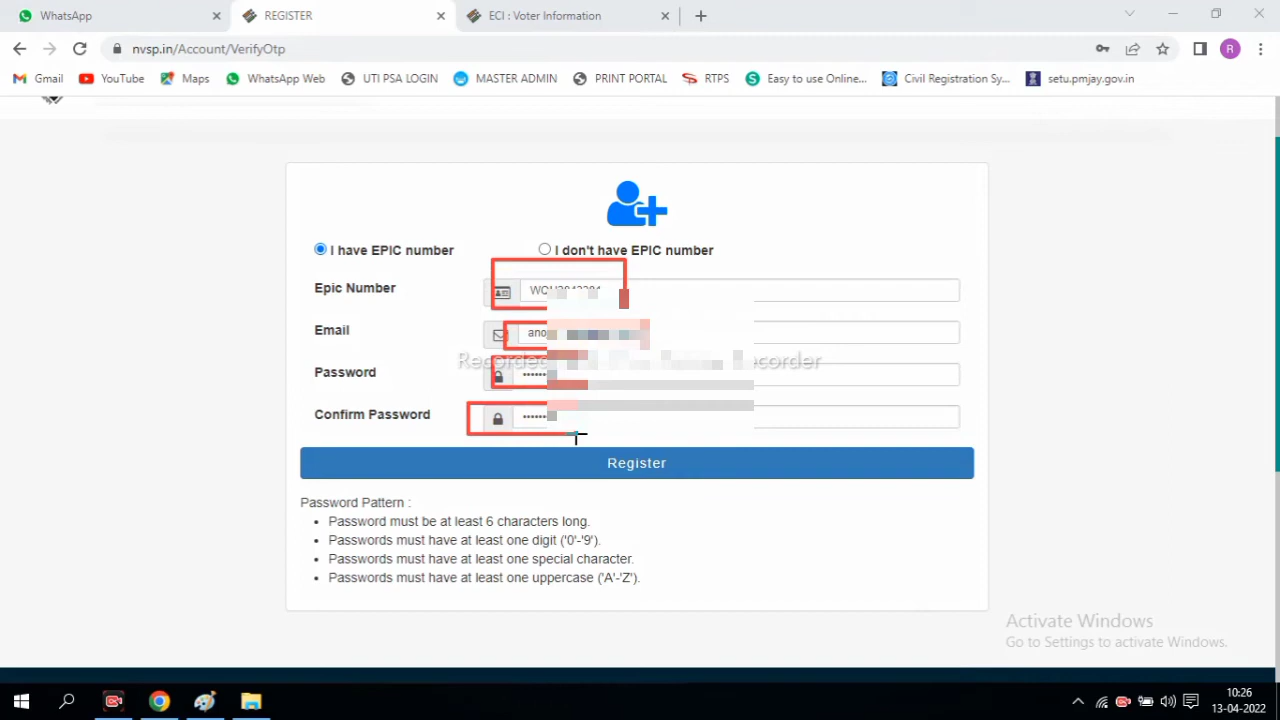 WhatsApp
REGISTER
ECI : Voter Information
nvsp.in/Account/VerifyOtp
R
Gmail
YouTube
Maps
WhatsApp Web
UTI PSA LOGIN
MASTER ADMIN
PRINT PORTAL
RTPS
Easy to use Online...
Civil Registration Sy...
setu.pmjay.gov.in
I have EPIC number
I don't have EPIC number
Epic Number
Email
Password
Confirm Password
Register
Password Pattern :
Password must be at least 6 characters long.
Passwords must have at least one digit ('0'-'9').
Passwords must have at least one special character.
Passwords must have at least one uppercase ('A'-'Z').
Activate Windows
Go to Settings to activate Windows.
10:26
13-04-2022